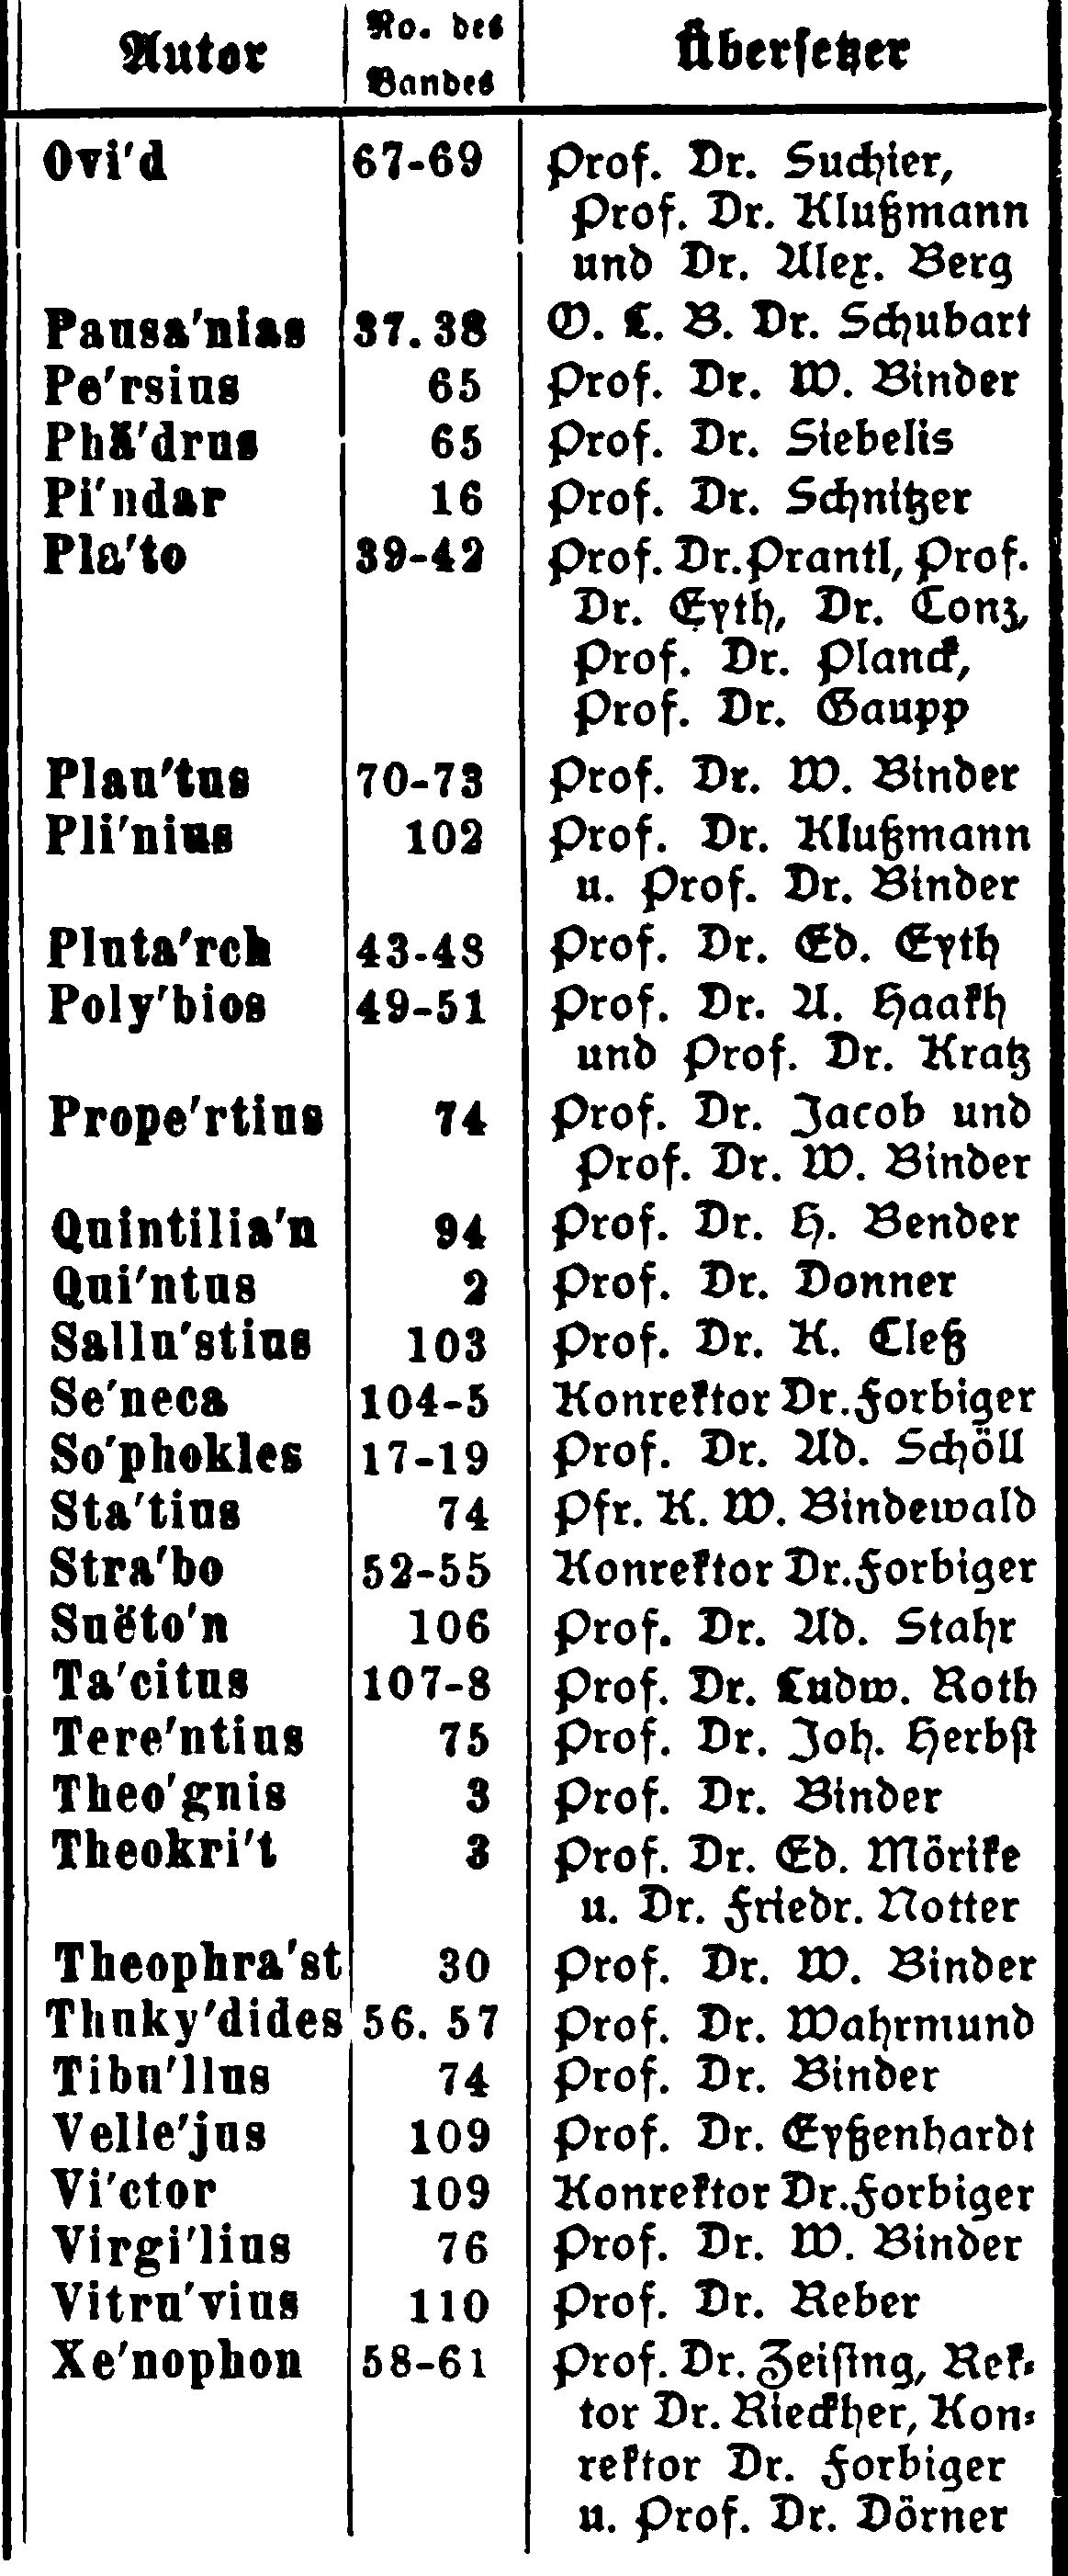 Autor No. des Bandes Übersetzer
Ovi'd 67-69 Prof. Dr. Suchier,
Prof. Dr. Klußmann
und Dr. Alex. Berg
Pausa'nias 37. 38 O. L. B. Dr. Schubart
Pe'rsius 65 Prof. Dr. W. Binder
Phä'drus 65 Prof. Dr. Siebelis
Pi'ndar 16 Prof. Dr. Schnitzer
Pla'to 39-42 Prof. Dr. Prantl, Prof.
Dr. Eyth, Dr. Conz,
Prof. Dr. Planck,
Prof. Dr. Gaupp
Plau'tus 70-73 Prof. Dr. W. Binder
Pli'nius 102 Prof. Dr. Klußmann
u. Prof. Dr. Binder
Pluta'rch 43-48 Prof. Dr. Ed. Eyth
Poly'bios 49-51 Prof. Dr. A. Haakh
und Prof. Dr. Kratz
Prope'rtius 74 Prof. Dr. Jacob und
Prof. Dr. W. Binder
Quintilia'n 94 Prof. Dr. H. Bender
Qui'ntus 2 Prof. Dr. Donner
Sallu'stius 103 Prof. Dr. K. Cleß
Se'neca 104-5 Konrektor Dr. Forbiger
So'phokles 17-19 Prof. Dr. Ad. Schöll
Sta'tius 74 Pfr. K. W. Bindewald
Stra'bo 52-55 Konrektor Dr. Forbiger
Suëto'n 106 Prof. Dr. Ad. Stahr
Ta'citus 107-8 Prof. Dr. Ludw. Roth
Tere'ntius 75 Prof. Dr. Joh. Herbst
Theo'gnis 3 Prof. Dr. Binder
Theokri't 3 Prof. Dr. Ed. Mörike
u. Dr. Friedr. Notter
Theophra'st 30 Prof. Dr. W. Binder
Thuky'dides 56. 57 Prof. Dr. Wahrmund
Tibu'llus 74 Prof. Dr. Binder
Velle'jus 109 Prof. Dr. Eyßenhardt
Vi'ctor 109 Konrektor Dr. Forbiger
Virgi'lius 76 Prof. Dr. W. Binder
Vitru'vius 110 Prof. Dr. Reber
Xe'nophon 58-61 Prof. Dr. Zeising, Rek-
tor Dr. Rieckher, Kon-
rektor Dr. Forbiger
u. Prof. Dr. Dörner